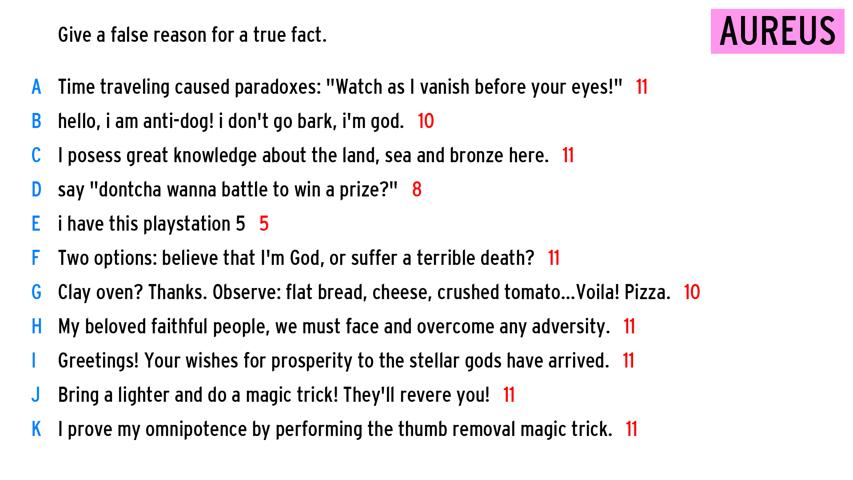 Give a false reason for a true fact.
AUREUS
A Time traveling caused paradoxes: "Watch as I vanish before your eyes!" 11
B hello, i am anti-dog! i don't go bark, i'm god. 10
C I posess great knowledge about the land, sea and bronze here. 11
D say "dontcha wanna battle to win a prize?" 8
E i have this playstation 5 5
F Two options: believe that I'm God, or suffer a terrible death? 11
G Clay oven? Thanks. Observe: flat bread, cheese, crushed tomato...Voila! Pizza. 10
H My beloved faithful people, we must face and overcome any adversity. 11
I Greetings! Your wishes for prosperity to the stellar gods have arrived. 11
J Bring a lighter and do a magic trick! They'll revere you! 11
K I prove my omnipotence by performing the thumb removal magic trick. 11